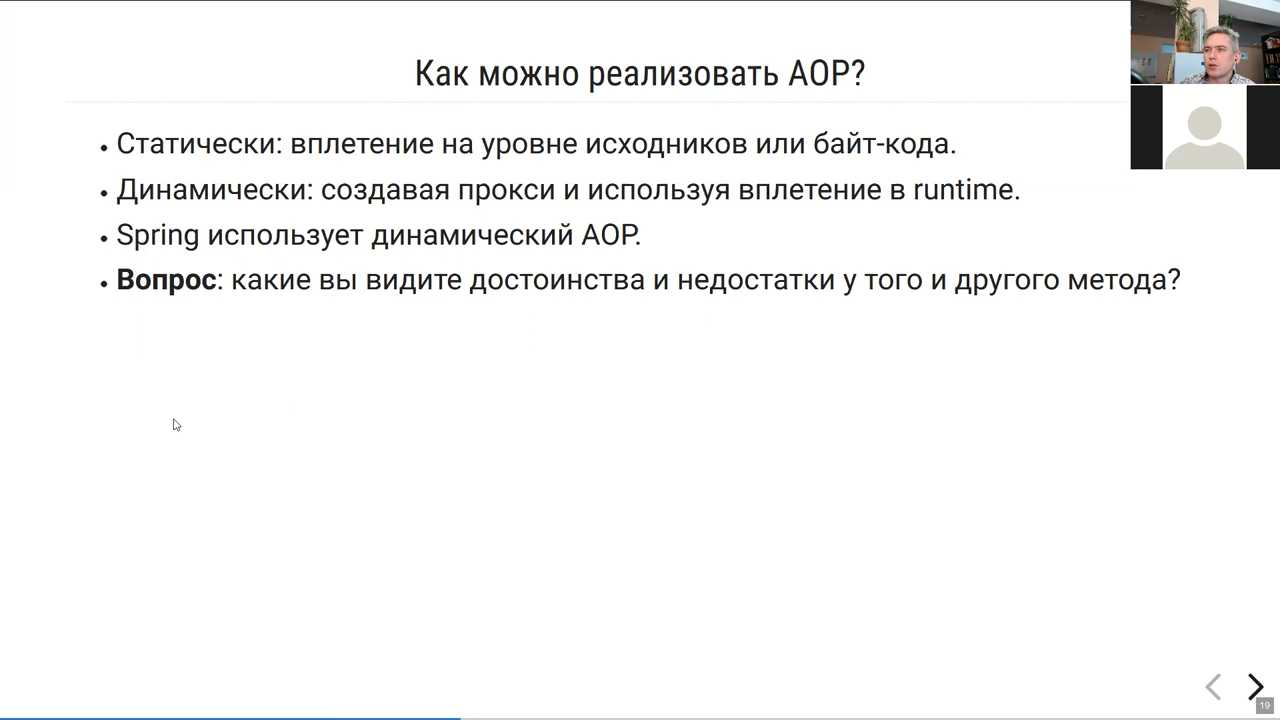 Как можно реализовать АОР?
• Статически: вплетение на уровне исходников или байт-кода.
• Динамически: создавая прокси и используя вплетение в runtime.
• Spring использует динамический АОР.
• Вопрос: какие вы видите достоинства и недостатки у того и другого метода?
19